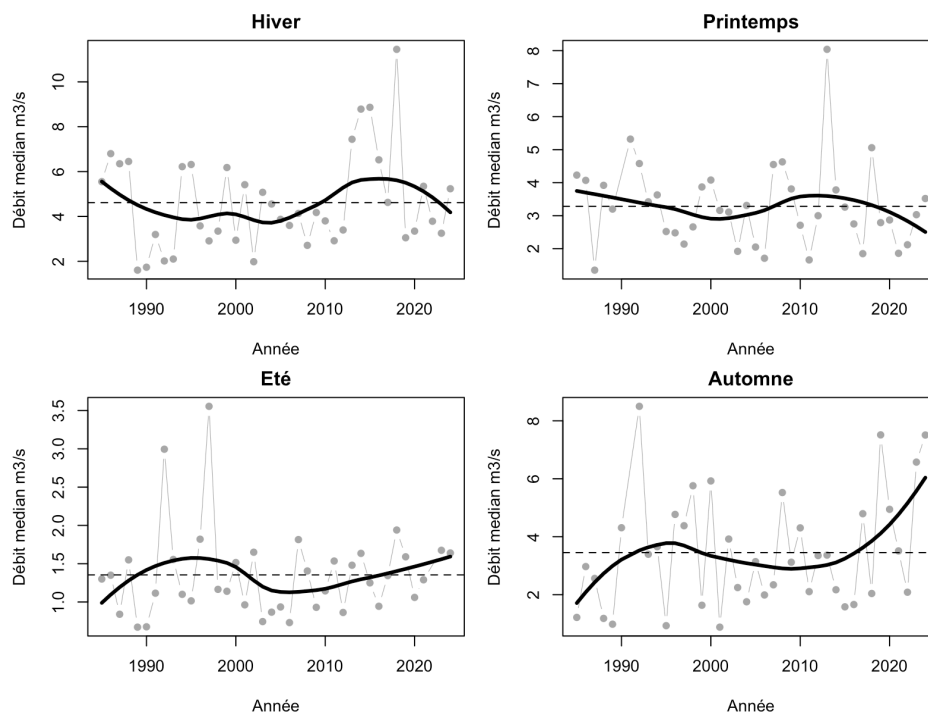 Hiver
Débit median m3/s
10
8
6
4
2
1990 2000 2010 2020
Année
Printemps
Débit median m3/s
8
7
6
5
4
3
2
1990 2000 2010 2020
Année
Eté
Débit median m3/s
3.5
3.0
2.5
2.0
1.5
1.0
1990 2000 2010 2020
Année
Automne
Débit median m3/s
8
6
4
2
1990 2000 2010 2020
Année